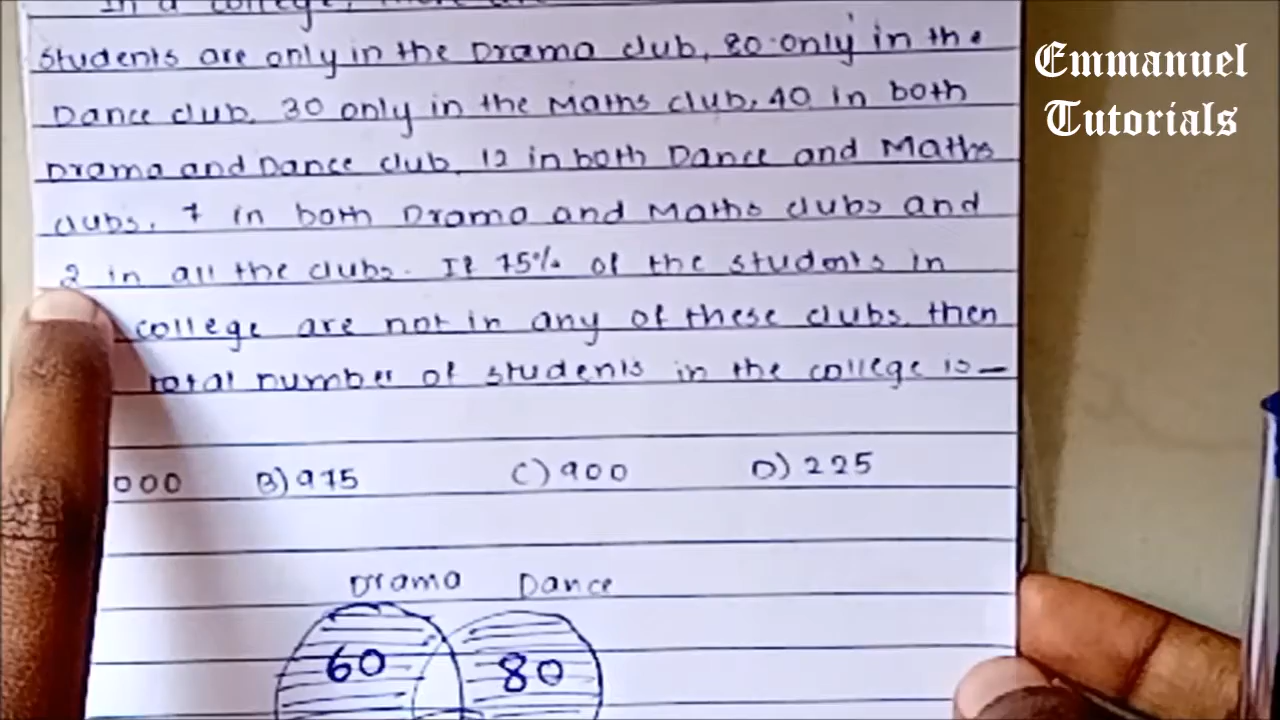 In a college, there are
students are only in the Drama club, 80 only in the
Dance club, 30 only in the Maths club, 40 in both
Drama and Dance club, 12 in both Dance and Maths
clubs, 7 in both Drama and Maths clubs and
2 in all the clubs. If 75% of the students in
college are not in any of these clubs, then
total number of students in the college is —
000 B) 975 C) 900 D) 225
Drama Dance
60 80
Emmanuel
Tutorials